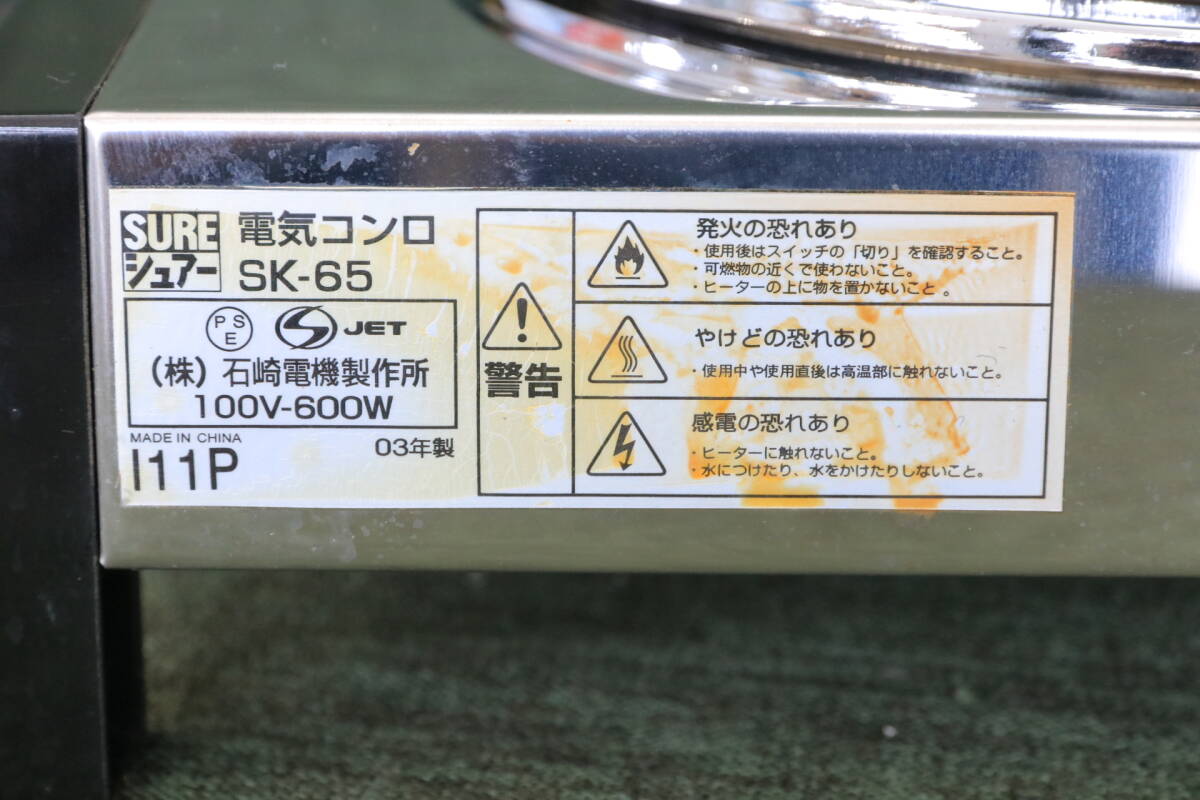 SURE
シュアー
電気コンロ
SK-65
PSE
JET
(株) 石崎電機製作所
100V-600W
MADE IN CHINA
03年製
I11P
警告
発火の恐れあり
・使用後はスイッチの「切り」を確認すること。
・可燃物の近くで使わないこと。
・ヒーターの上に物を置かないこと 。
やけどの恐れあり
・使用中や使用直後は高温部に触れないこと。
感電の恐れあり
・ヒーターに触れないこと。
・水につけたり、水をかけたりしないこと。